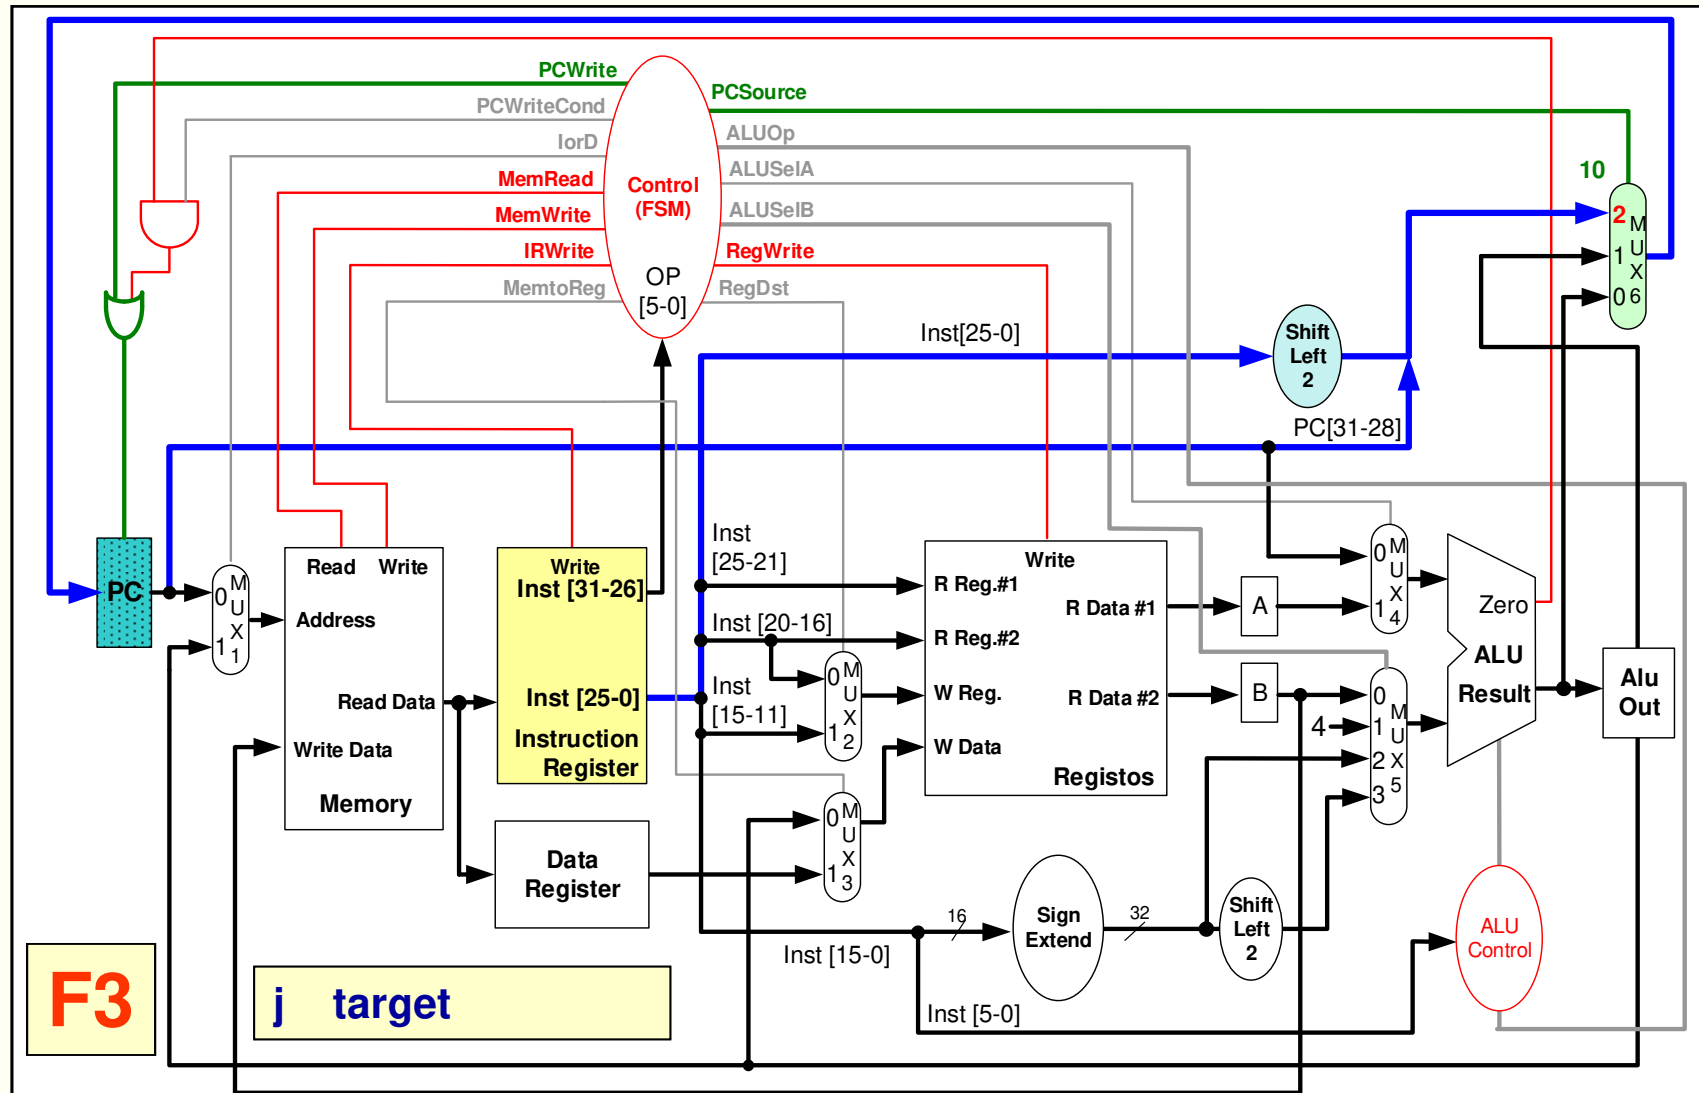 PCWrite
PCWriteCond
IorD
MemRead
MemWrite
IRWrite
MemtoReg
Control
(FSM)
OP
[5-0]
PCSource
ALUOp
ALUSelA
ALUSelB
RegWrite
RegDst
10
2
1
0
M
U
X
6
Inst[25-0]
Shift
Left
2
PC[31-28]
PC
0
1
M
U
X
1
Read Write
Address
Read Data
Write Data
Memory
Write
Inst [31-26]
Inst [25-0]
Instruction
Register
Data
Register
Inst
[25-21]
Inst [20-16]
Inst
[15-11]
0
1
M
U
X
2
0
1
M
U
X
3
Write
R Reg.#1
R Reg.#2
W Reg.
W Data
R Data #1
R Data #2
Registos
A
B
4
0
1
M
U
X
4
0
1
2
3
M
U
X
5
Zero
ALU
Result
Alu
Out
Inst [15-0]
16
Sign
Extend
32
Shift
Left
2
ALU
Control
Inst [5-0]
F3
j target